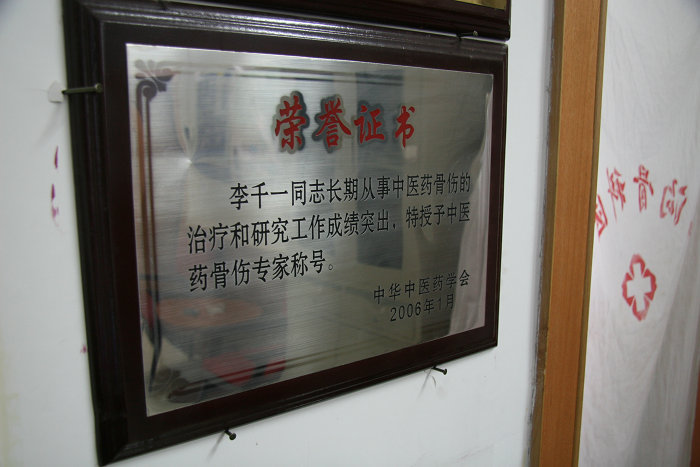 荣誉证书
李千一同志长期从事中医药骨伤的
治疗和研究工作成绩突出，特授予中医
药骨伤专家称号。
中华中医药学会
2006年1月
骨